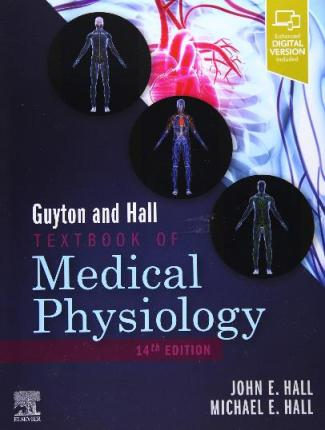 Enhanced
DIGITAL
VERSION
Included
Guyton and Hall
TEXTBOOK OF
Medical
Physiology
14th EDITION
JOHN E. HALL
MICHAEL E. HALL
ELSEVIER